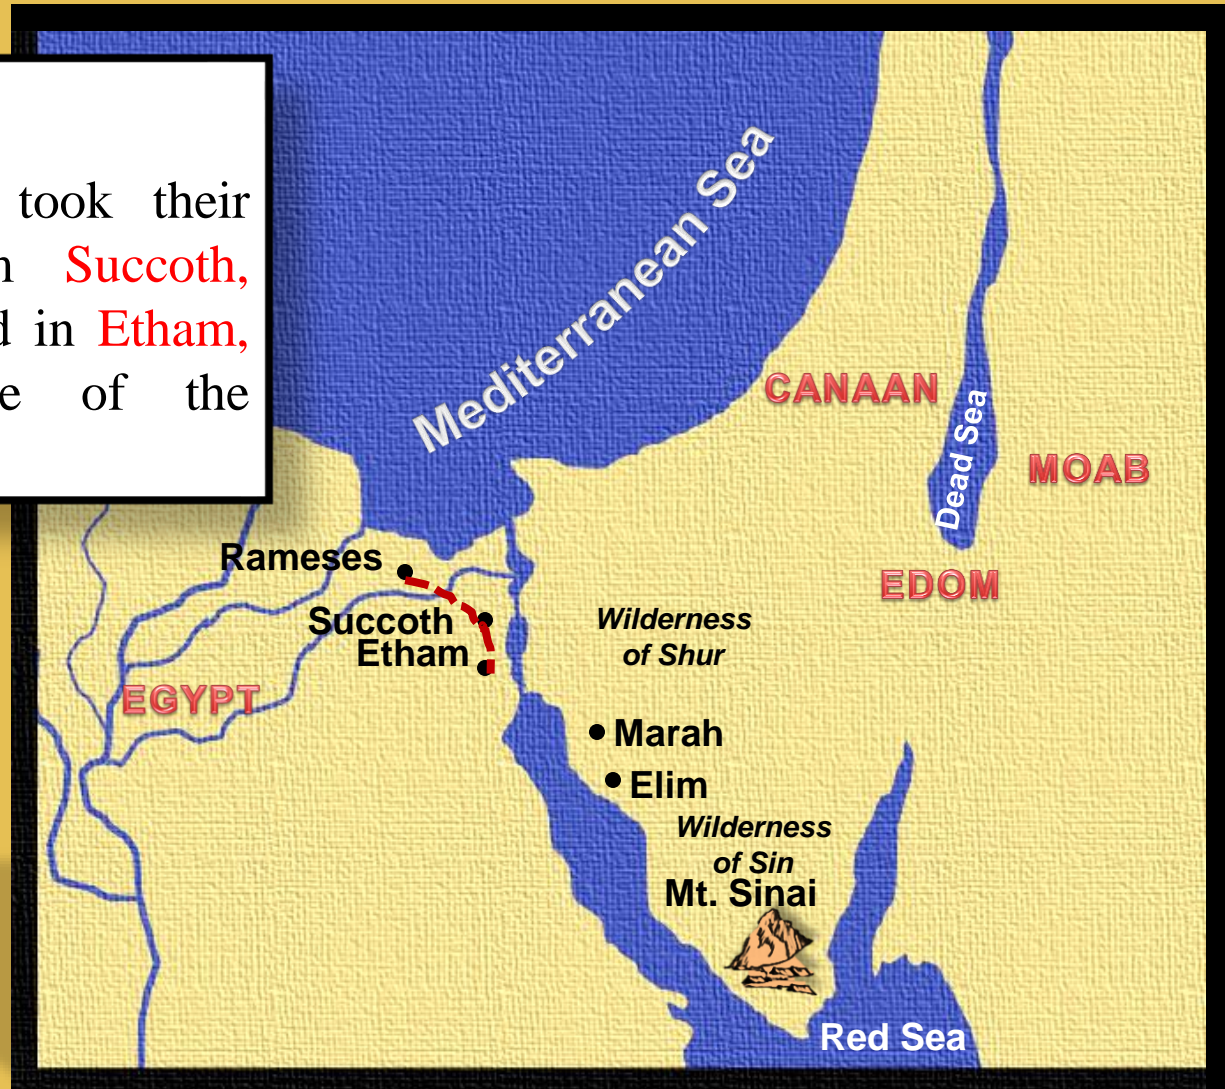 took their
Succoth,
in Etham,
of the
Mediterranean Sea
CANAAN
Dead Sea
MOAB
EDOM
Rameses
Succoth
Etham
Wilderness
of Shur
EGYPT
Marah
Elim
Wilderness
of Sin
Mt. Sinai
Red Sea